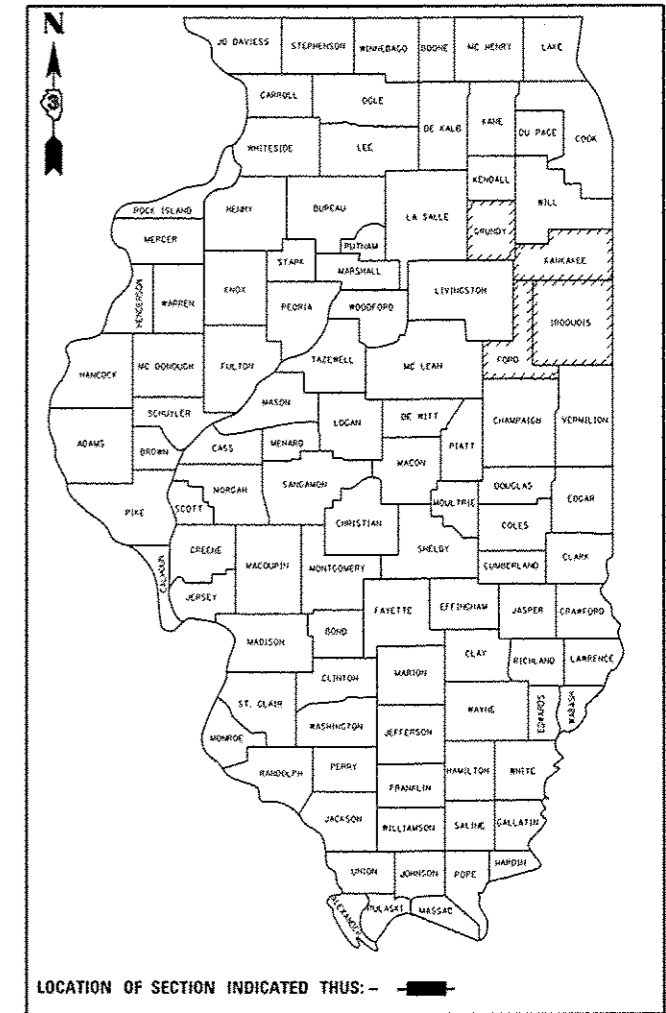 N
3
JO DAVIESS STEPHENSON WINNEBAGO BOONE MC HENRY LAKE
CARROLL OGLE DE KALB KANE DU PAGE COOK
WHITESIDE LEE KENDALL WILL
ROCK ISLAND HENRY BUREAU LA SALLE GRUNDY
MERCER PUTNAM KANKAKEE
STARK MARSHALL
HENDERSON WARREN KNOX PEORIA WOODFORD LIVINGSTON IROQUOIS
HANCOCK MC DONOUGH FULTON TAZEWELL MC LEAN FORD
MASON
SCHUYLER LOGAN DE WITT CHAMPAIGN VERMILION
ADAMS BROWN CASS MENARD PIATT
MACON
PIKE SCOTT MORGAN SANGAMON MOULTRIE DOUGLAS EDGAR
CHRISTIAN COLES
CALHOUN GREENE MACOUPIN MONTGOMERY SHELBY CUMBERLAND CLARK
JERSEY FAYETTE EFFINGHAM JASPER CRAWFORD
MADISON BOND
CLAY RICHLAND LAWRENCE
CLINTON MARION
ST. CLAIR WAYNE EDWARDS WABASH
WASHINGTON JEFFERSON
MONROE
RANDOLPH PERRY HAMILTON WHITE
FRANKLIN
JACKSON WILLIAMSON SALINE GALLATIN
HARDIN
UNION JOHNSON POPE
ALEXANDER PULASKI MASSAC
LOCATION OF SECTION INDICATED THUS: -